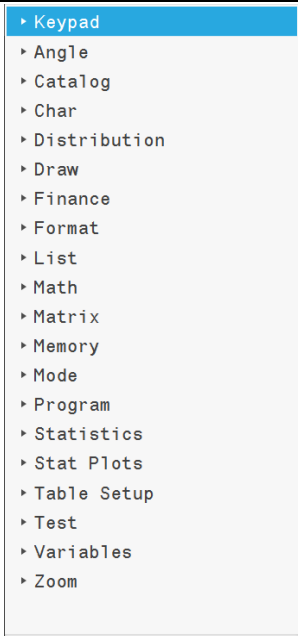 Keypad
Angle
Catalog
Char
Distribution
Draw
Finance
Format
List
Math
Matrix
Memory
Mode
Program
Statistics
Stat Plots
Table Setup
Test
Variables
Zoom